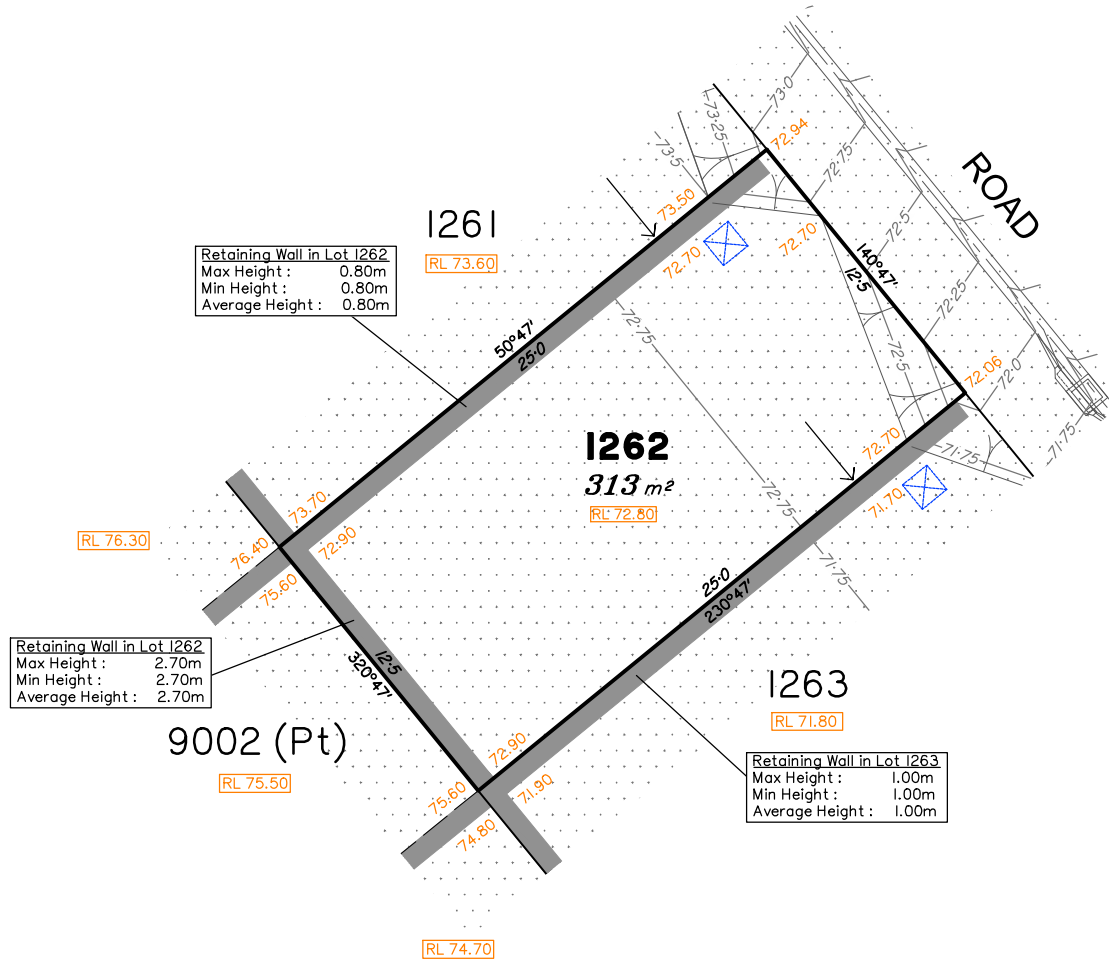 73·0
73·25
73·5
72.94
72·75
ROAD
73.50
72.70
72.70
72·5
140°47'
12·5
72·25
1261
RL 73.60
Retaining Wall in Lot 1262
Max Height : 0.80m
Min Height : 0.80m
Average Height : 0.80m
50°47'
25·0
72·75
72·5
72.06
72·0
71·75
72.70
71·75
71.70
1262
313 m²
RL 72.80
72·75
71·75
73.70
72.90
76.40
75.60
RL 76.30
25·0
230°47'
Retaining Wall in Lot 1262
Max Height : 2.70m
Min Height : 2.70m
Average Height : 2.70m
12·5
320°47'
1263
RL 71.80
9002 (Pt)
RL 75.50
72.90
71.90
75.60
74.80
Retaining Wall in Lot 1263
Max Height : 1.00m
Min Height : 1.00m
Average Height : 1.00m
RL 74.70